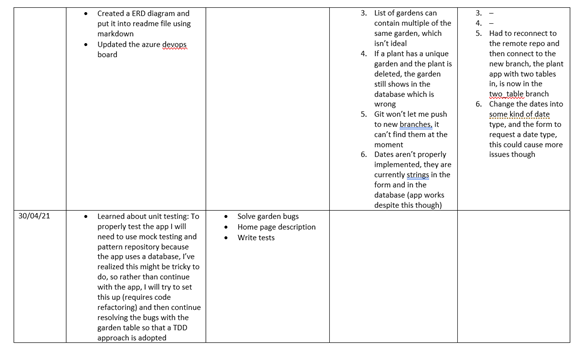 • Created a ERD diagram and
put it into readme file using
markdown
• Updated the azure devops
board
3. List of gardens can
contain multiple of the
same garden, which
isn't ideal
4. If a plant has a unique
garden and the plant is
deleted, the garden
still shows in the
database which is
wrong
5. Git won't let me push
to new branches, it
can't find them at the
moment
6. Dates aren't properly
implemented, they are
currently strings in the
form and in the
database (app works
despite this though)
3. –
4. –
5. Had to reconnect to
the remote repo and
then connect to the
new branch, the plant
app with two tables
in, is now in the
two_table branch
6. Change the dates into
some kind of date
type, and the form to
request a date type,
this could cause more
issues though
30/04/21
• Learned about unit testing: To
properly test the app I will
need to use mock testing and
pattern repository because
the app uses a database, I've
realized this might be tricky to
do, so rather than continue
with the app, I will try to set
this up (requires code
refactoring) and then continue
resolving the bugs with the
garden table so that a TDD
approach is adopted
• Solve garden bugs
• Home page description
• Write tests